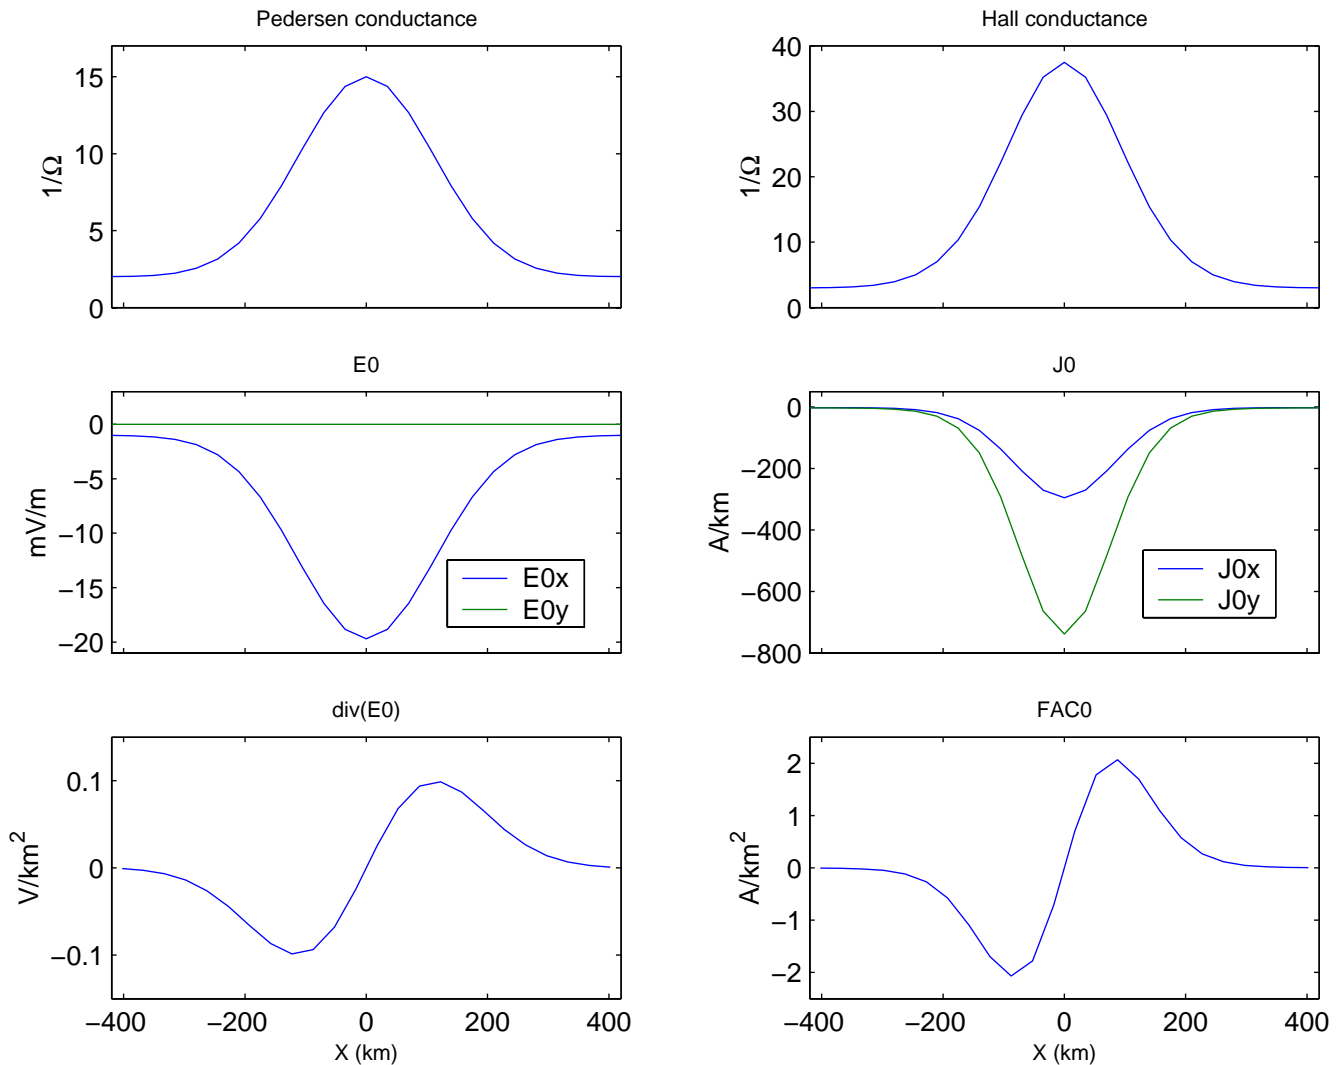 Pedersen conductance
15
10
5
0
1/Ω
Hall conductance
40
30
20
10
0
1/Ω
E0
0
−5
−10
−15
−20
mV/m
E0x
E0y
J0
0
−200
−400
−600
−800
A/km
J0x
J0y
div(E0)
0.1
0
−0.1
V/km²
−400 −200 0 200 400
X (km)
FAC0
2
1
0
−1
−2
A/km²
−400 −200 0 200 400
X (km)